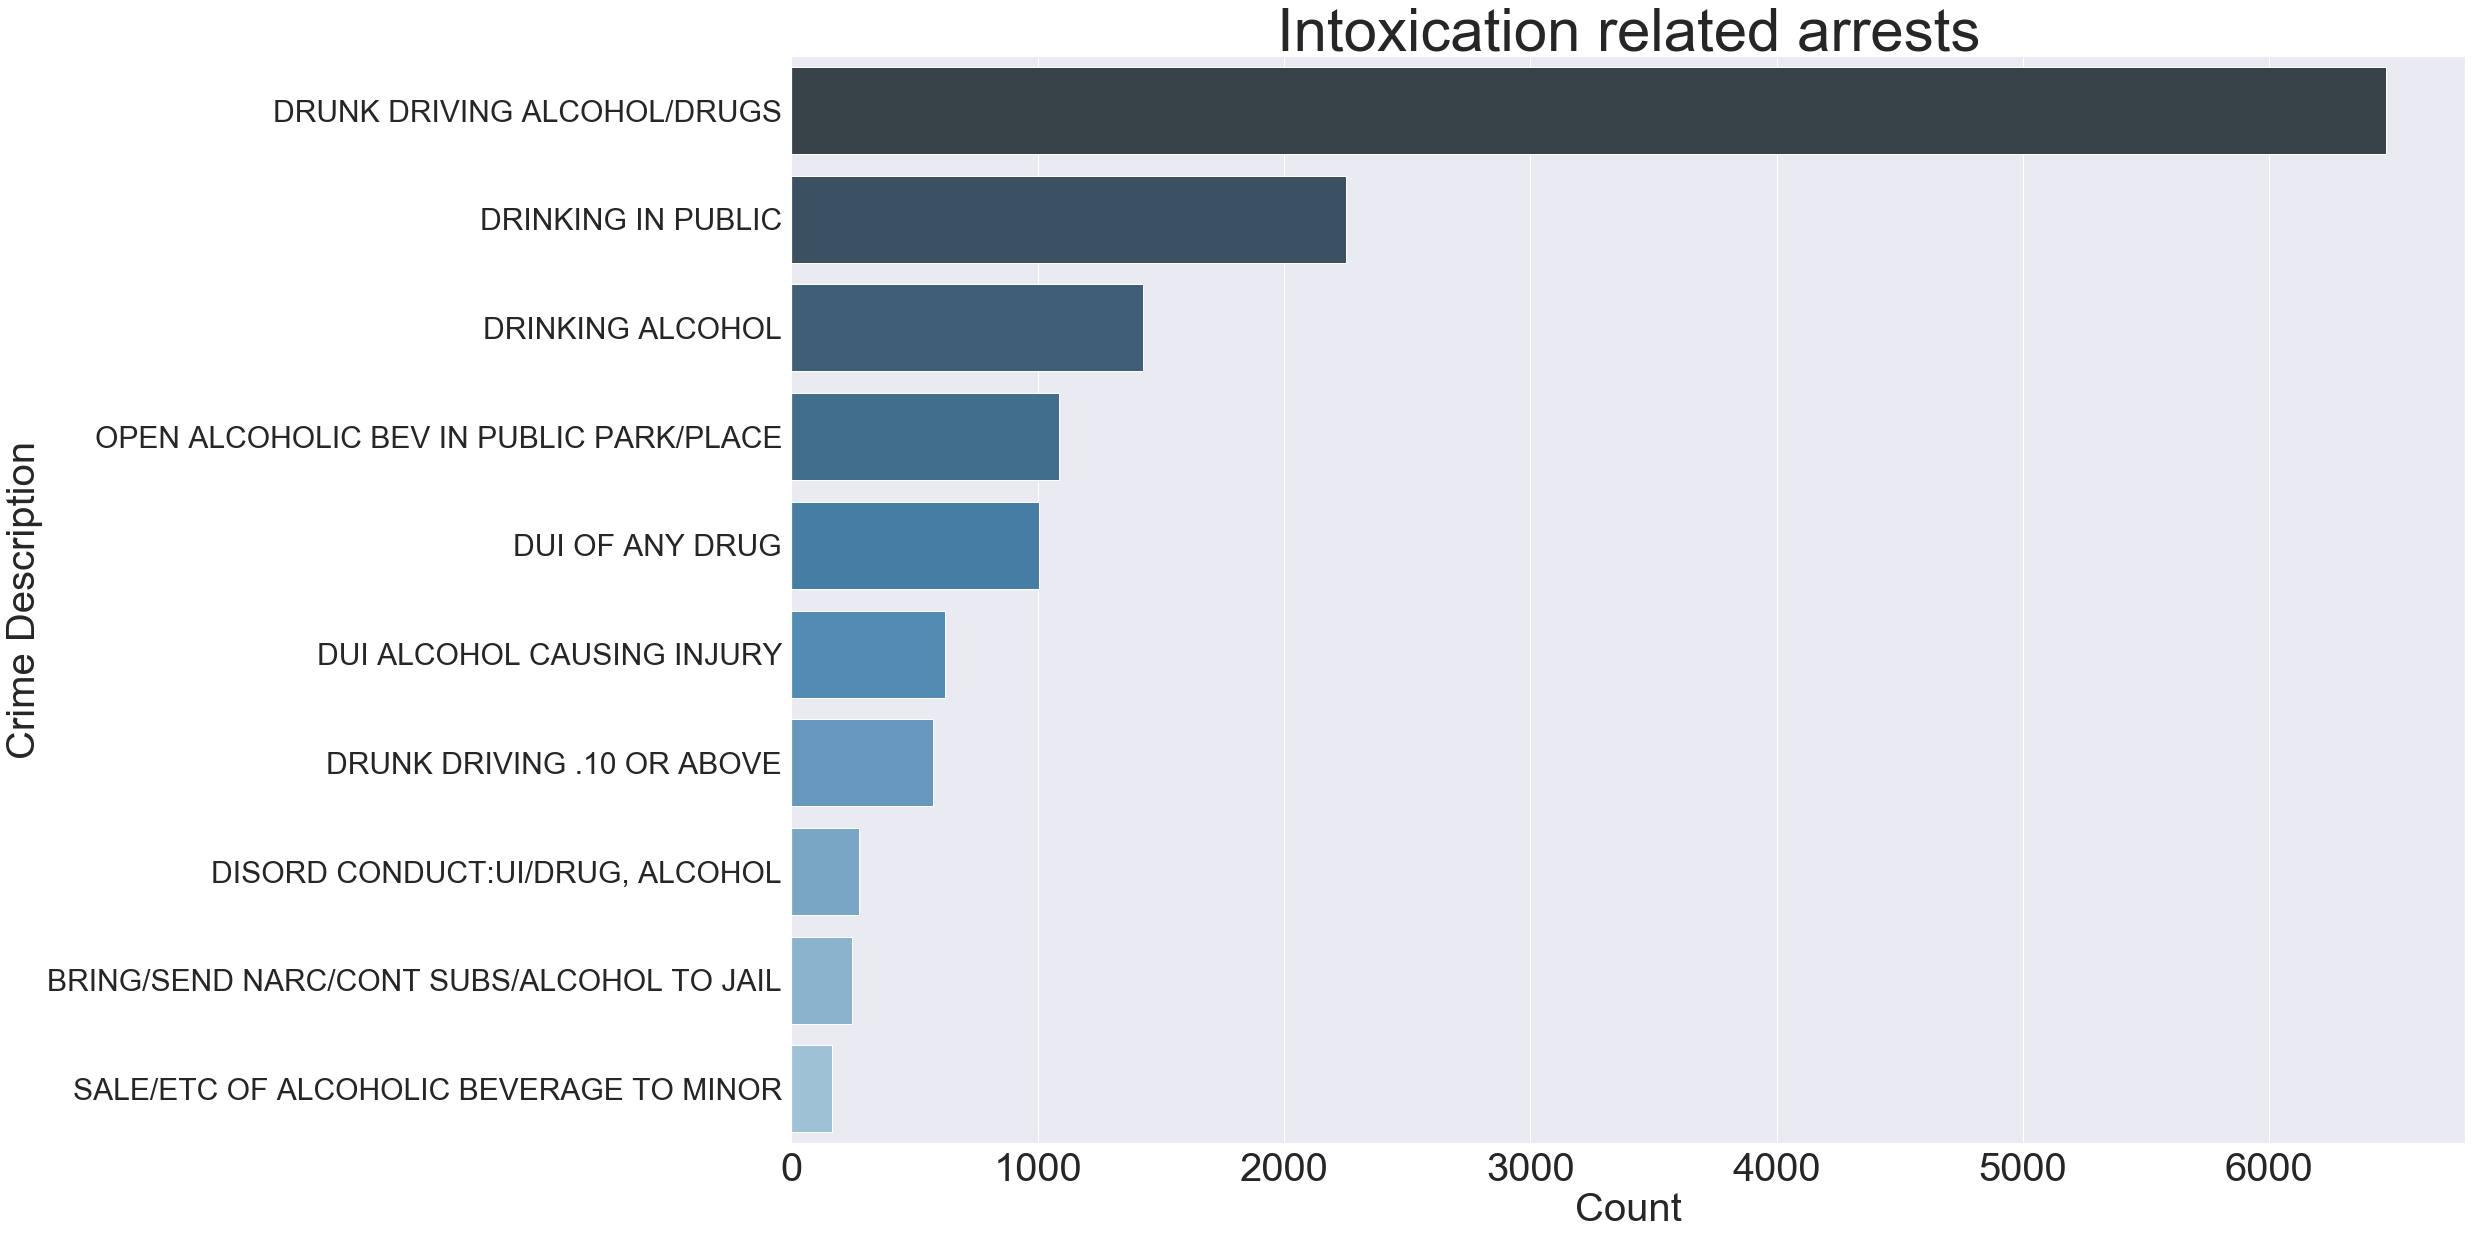 Intoxication related arrests
Crime Description
DRUNK DRIVING ALCOHOL/DRUGS
DRINKING IN PUBLIC
DRINKING ALCOHOL
OPEN ALCOHOLIC BEV IN PUBLIC PARK/PLACE
DUI OF ANY DRUG
DUI ALCOHOL CAUSING INJURY
DRUNK DRIVING .10 OR ABOVE
DISORD CONDUCT:UI/DRUG, ALCOHOL
BRING/SEND NARC/CONT SUBS/ALCOHOL TO JAIL
SALE/ETC OF ALCOHOLIC BEVERAGE TO MINOR
0 1000 2000 3000 4000 5000 6000
Count